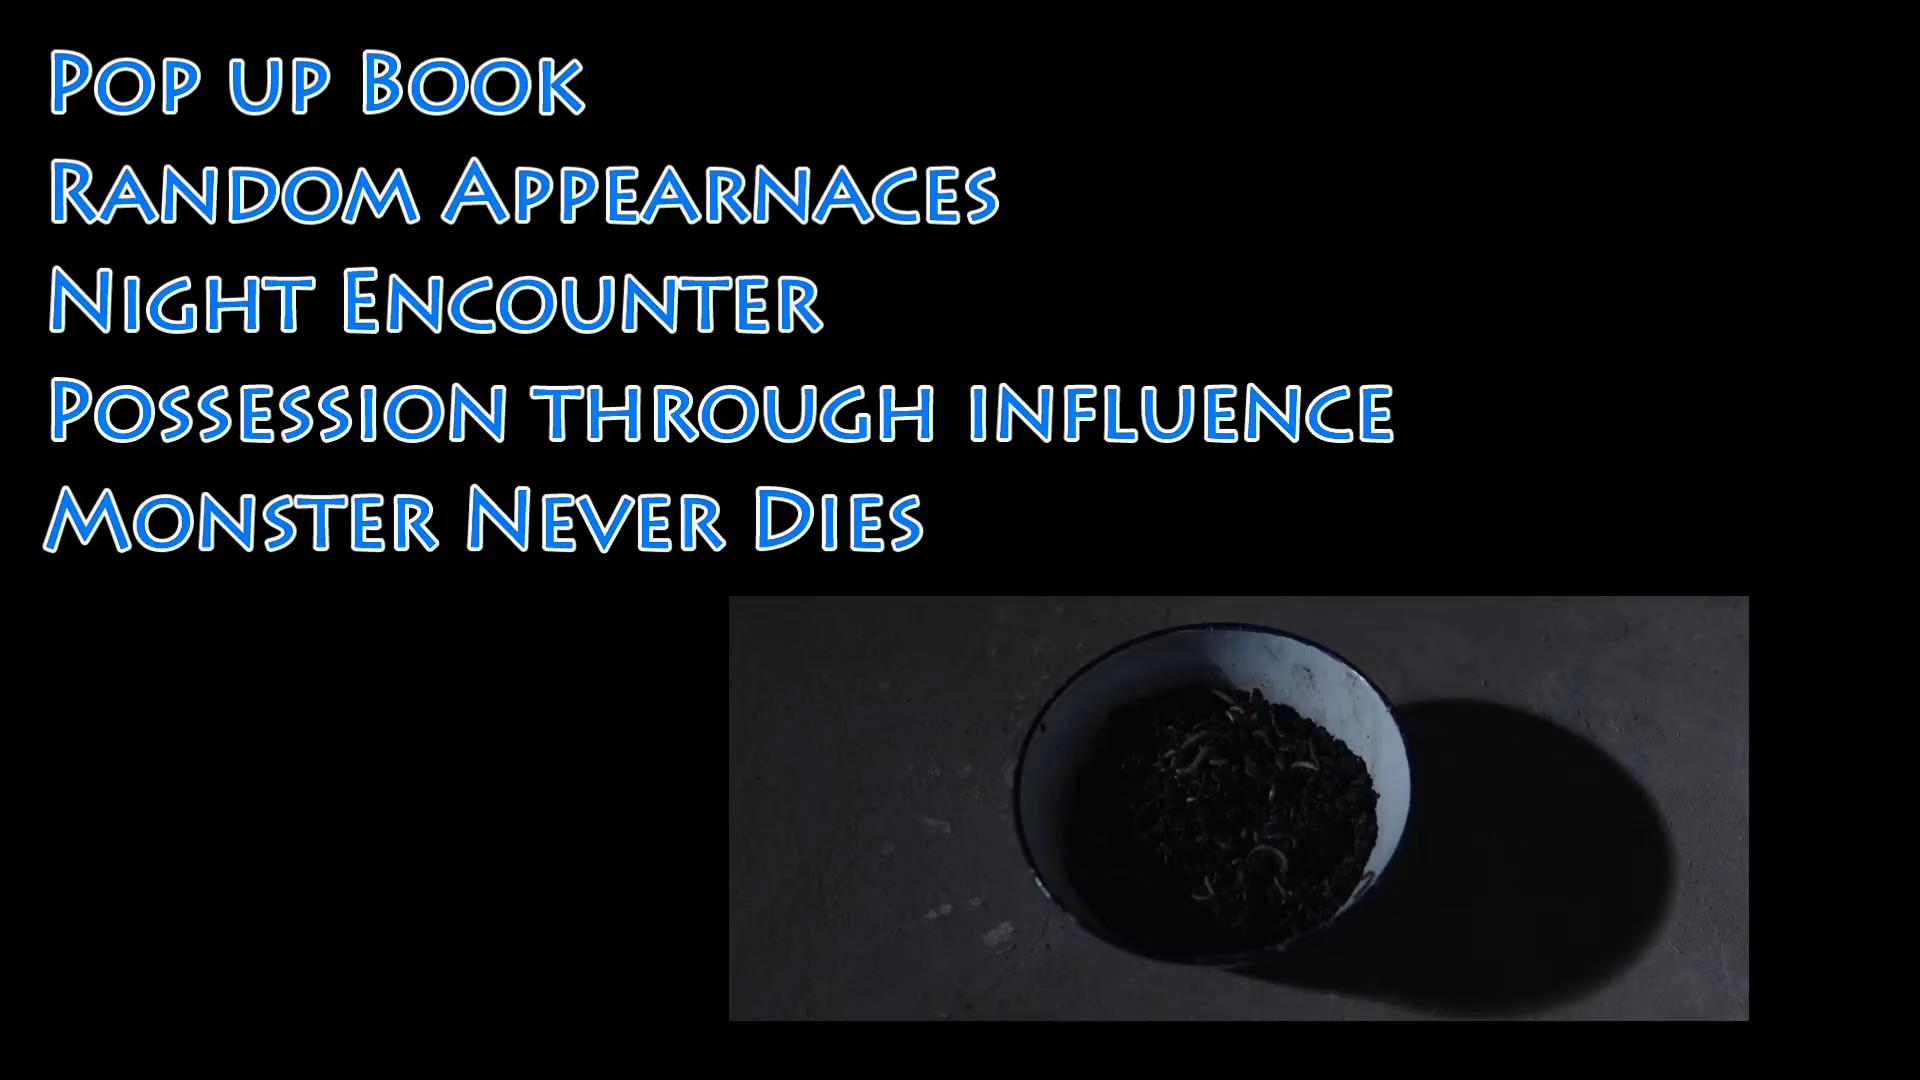 Pop up Book
Random Appearnaces
Night Encounter
Possession through influence
Monster Never Dies